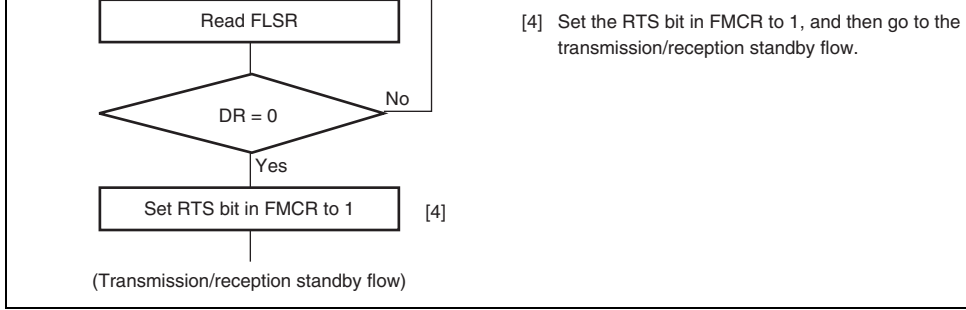 Read FLSR
[4] Set the RTS bit in FMCR to 1, and then go to the
transmission/reception standby flow.
No
DR = 0
Yes
Set RTS bit in FMCR to 1 [4]
(Transmission/reception standby flow)